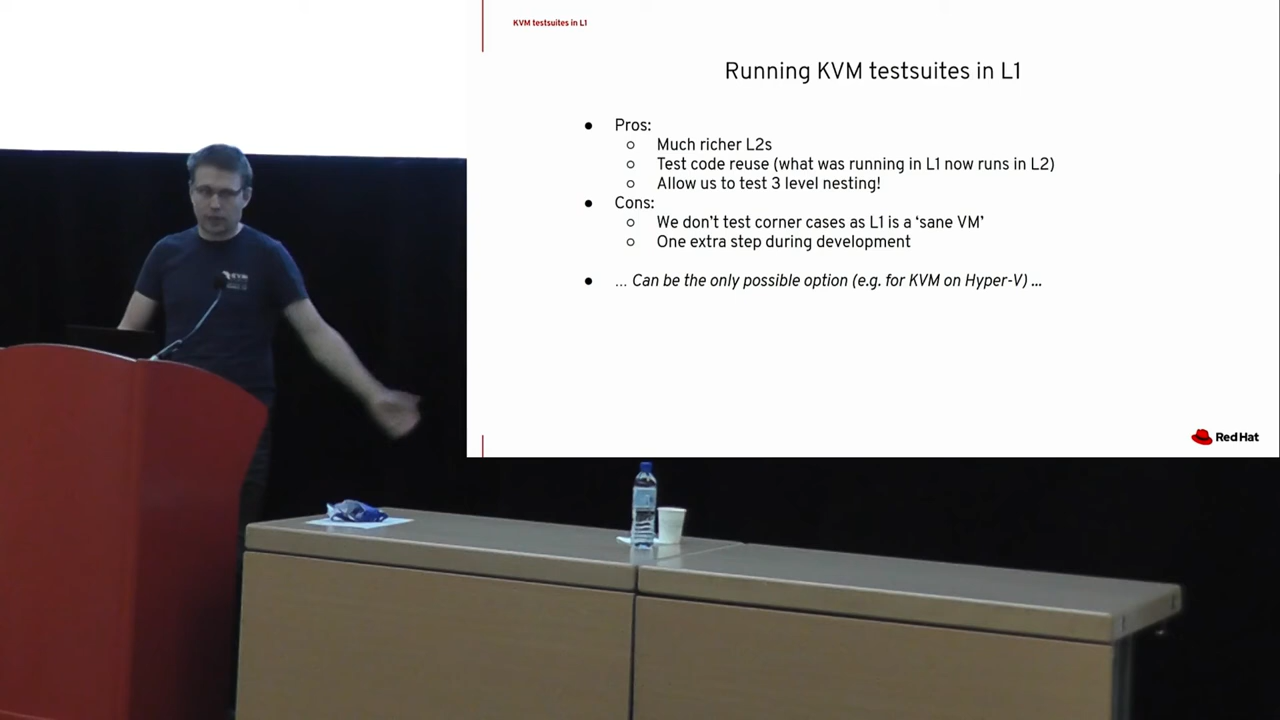 KVM testsuites in L1
Running KVM testsuites in L1
● Pros:
○ Much richer L2s
○ Test code reuse (what was running in L1 now runs in L2)
○ Allow us to test 3 level nesting!
● Cons:
○ We don't test corner cases as L1 is a ‘sane VM’
○ One extra step during development
● ... Can be the only possible option (e.g. for KVM on Hyper-V) ...
Red Hat